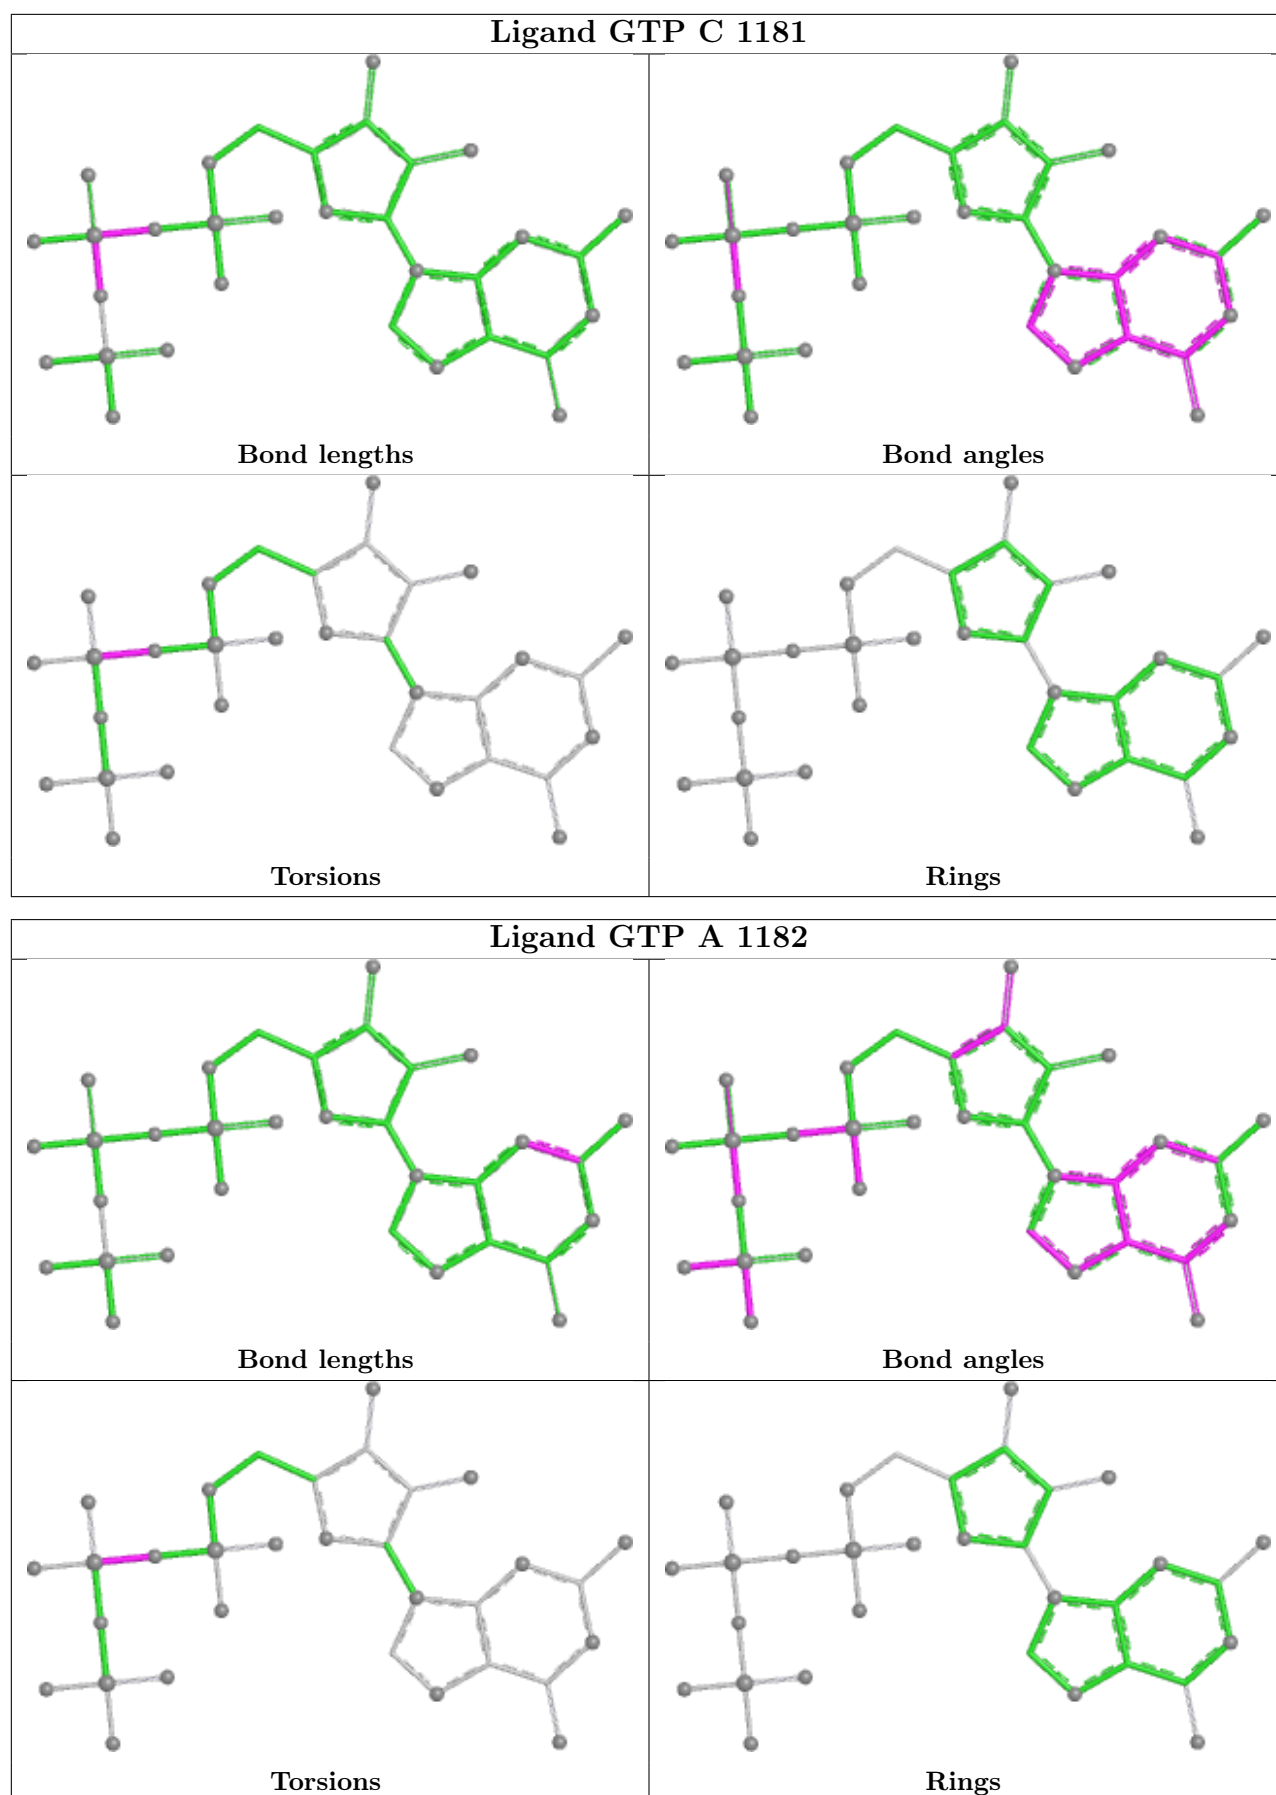 Ligand GTP C 1181
Bond lengths
Bond angles
Torsions
Rings
Ligand GTP A 1182
Bond lengths
Bond angles
Torsions
Rings